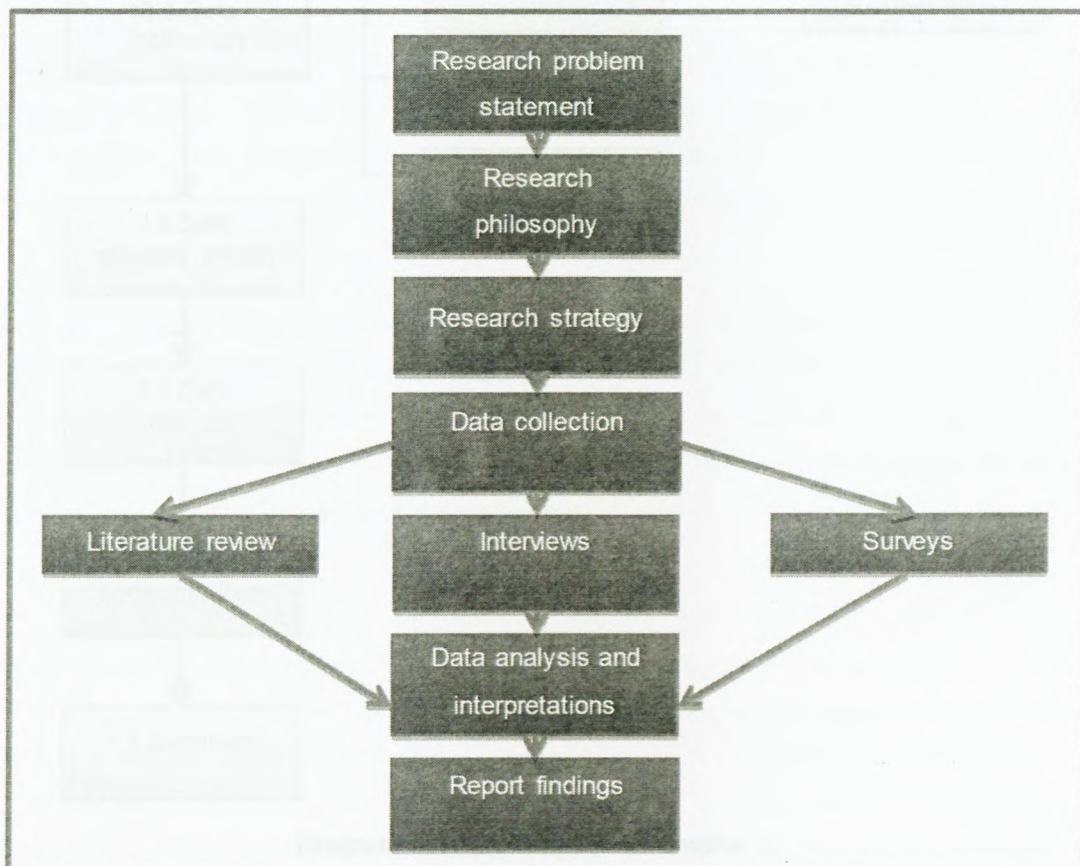 Research problem
statement
Research
philosophy
Research strategy
Data collection
Literature review
Interviews
Surveys
Data analysis and
interpretations
Report findings